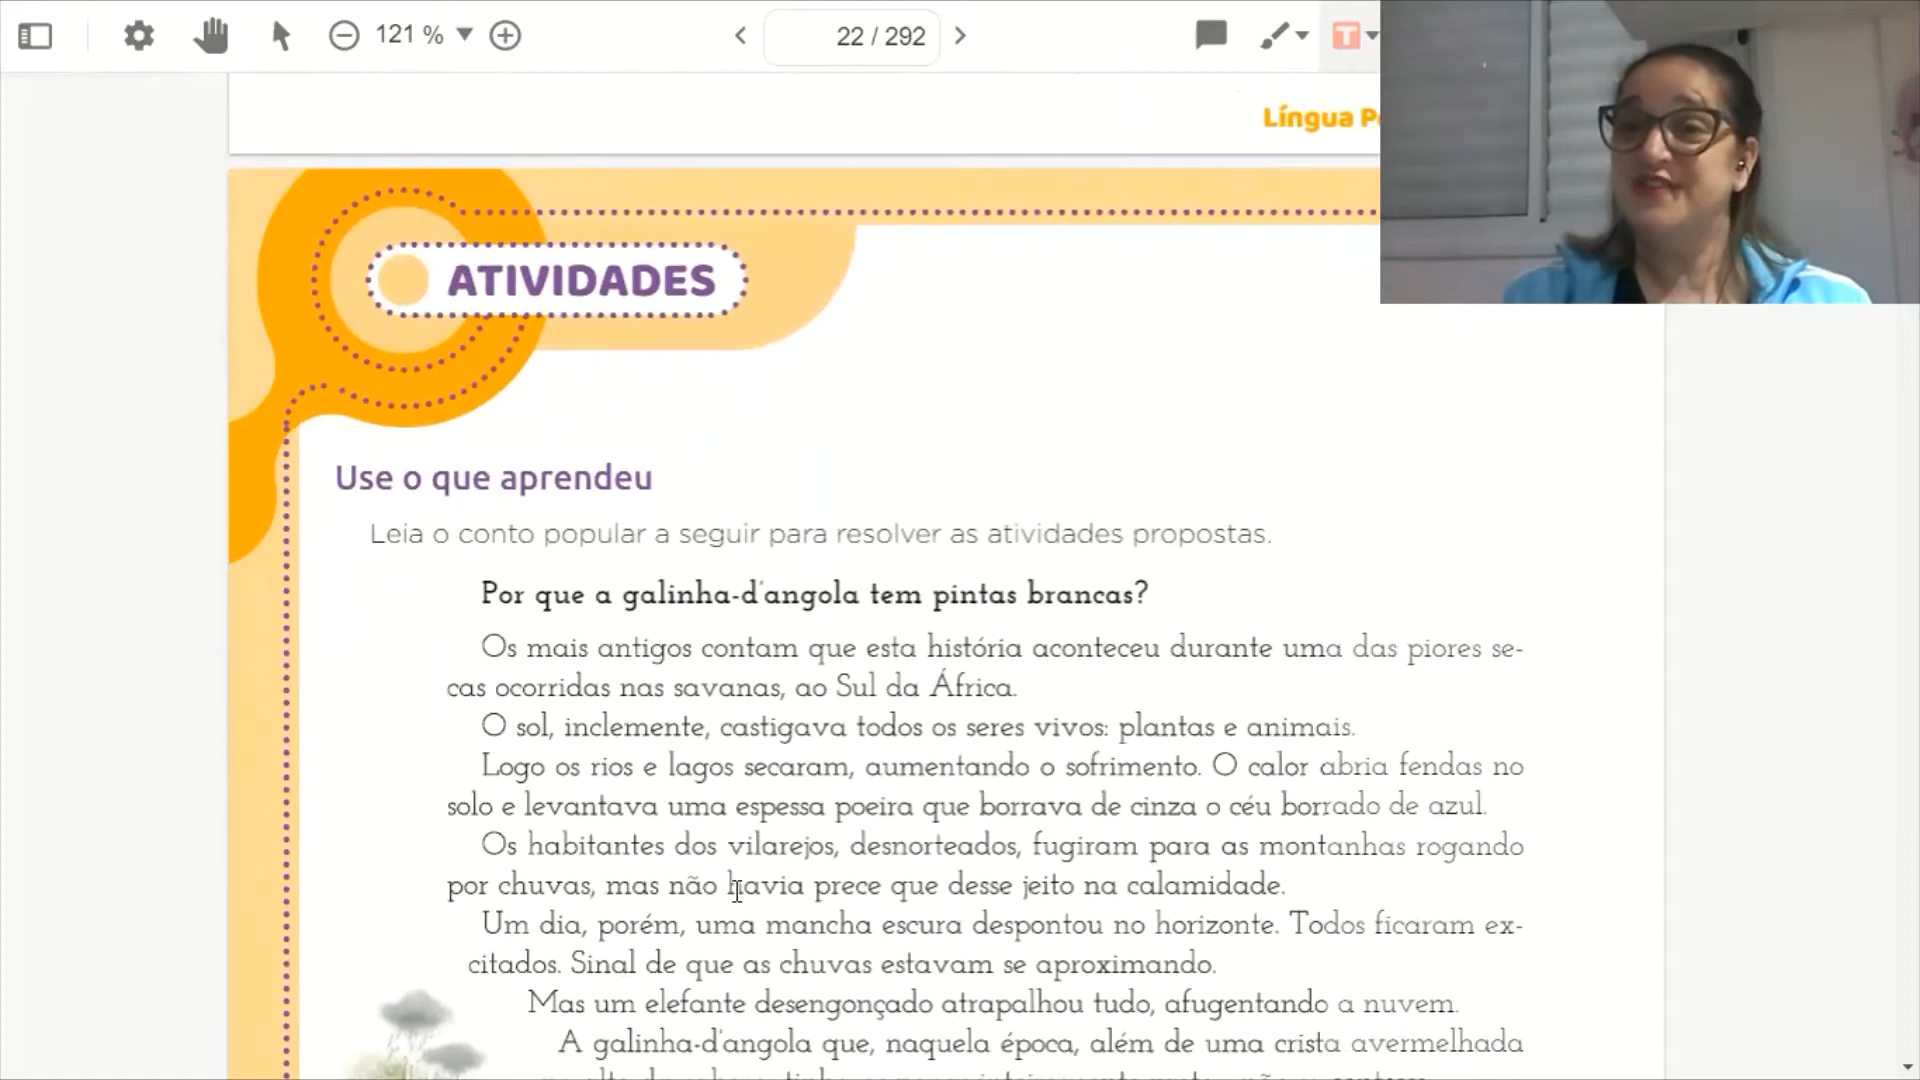 121 %
22 / 292
T
Língua P
ATIVIDADES
Use o que aprendeu
Leia o conto popular a seguir para resolver as atividades propostas.
Por que a galinha-d'angola tem pintas brancas?
Os mais antigos contam que esta história aconteceu durante uma das piores se-
cas ocorridas nas savanas, ao Sul da África.
O sol, inclemente, castigava todos os seres vivos: plantas e animais.
Logo os rios e lagos secaram, aumentando o sofrimento. O calor abria fendas no
solo e levantava uma espessa poeira que borrava de cinza o céu borrado de azul.
Os habitantes dos vilarejos, desnorteados, fugiram para as montanhas rogando
por chuvas, mas não havia prece que desse jeito na calamidade.
Um dia, porém, uma mancha escura despontou no horizonte. Todos ficaram ex-
citados. Sinal de que as chuvas estavam se aproximando.
Mas um elefante desengonçado atrapalhou tudo, afugentando a nuvem.
A galinha-d'angola que, naquela época, além de uma crista avermelhada